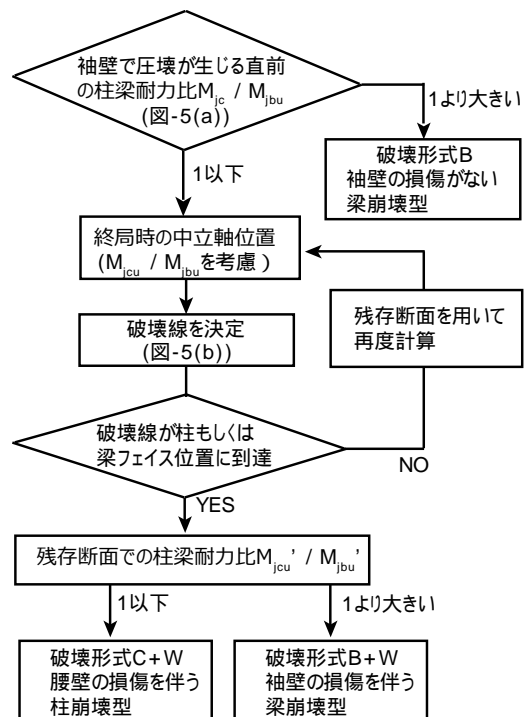 袖壁で圧壊が生じる直前
の柱梁耐力比Mjc / Mjbu
(図-5(a))
1より大きい
破壊形式B
袖壁の損傷がない
梁崩壊型
1以下
終局時の中立軸位置
(Mjcu / Mjbuを考慮)
残存断面を用いて
再度計算
破壊線を決定
(図-5(b))
破壊線が柱もしくは
梁フェイス位置に到達
NO
YES
残存断面での柱梁耐力比Mjcu' / Mjbu'
1以下
1より大きい
破壊形式C+W
腰壁の損傷を伴う
柱崩壊型
破壊形式B+W
袖壁の損傷を伴う
梁崩壊型